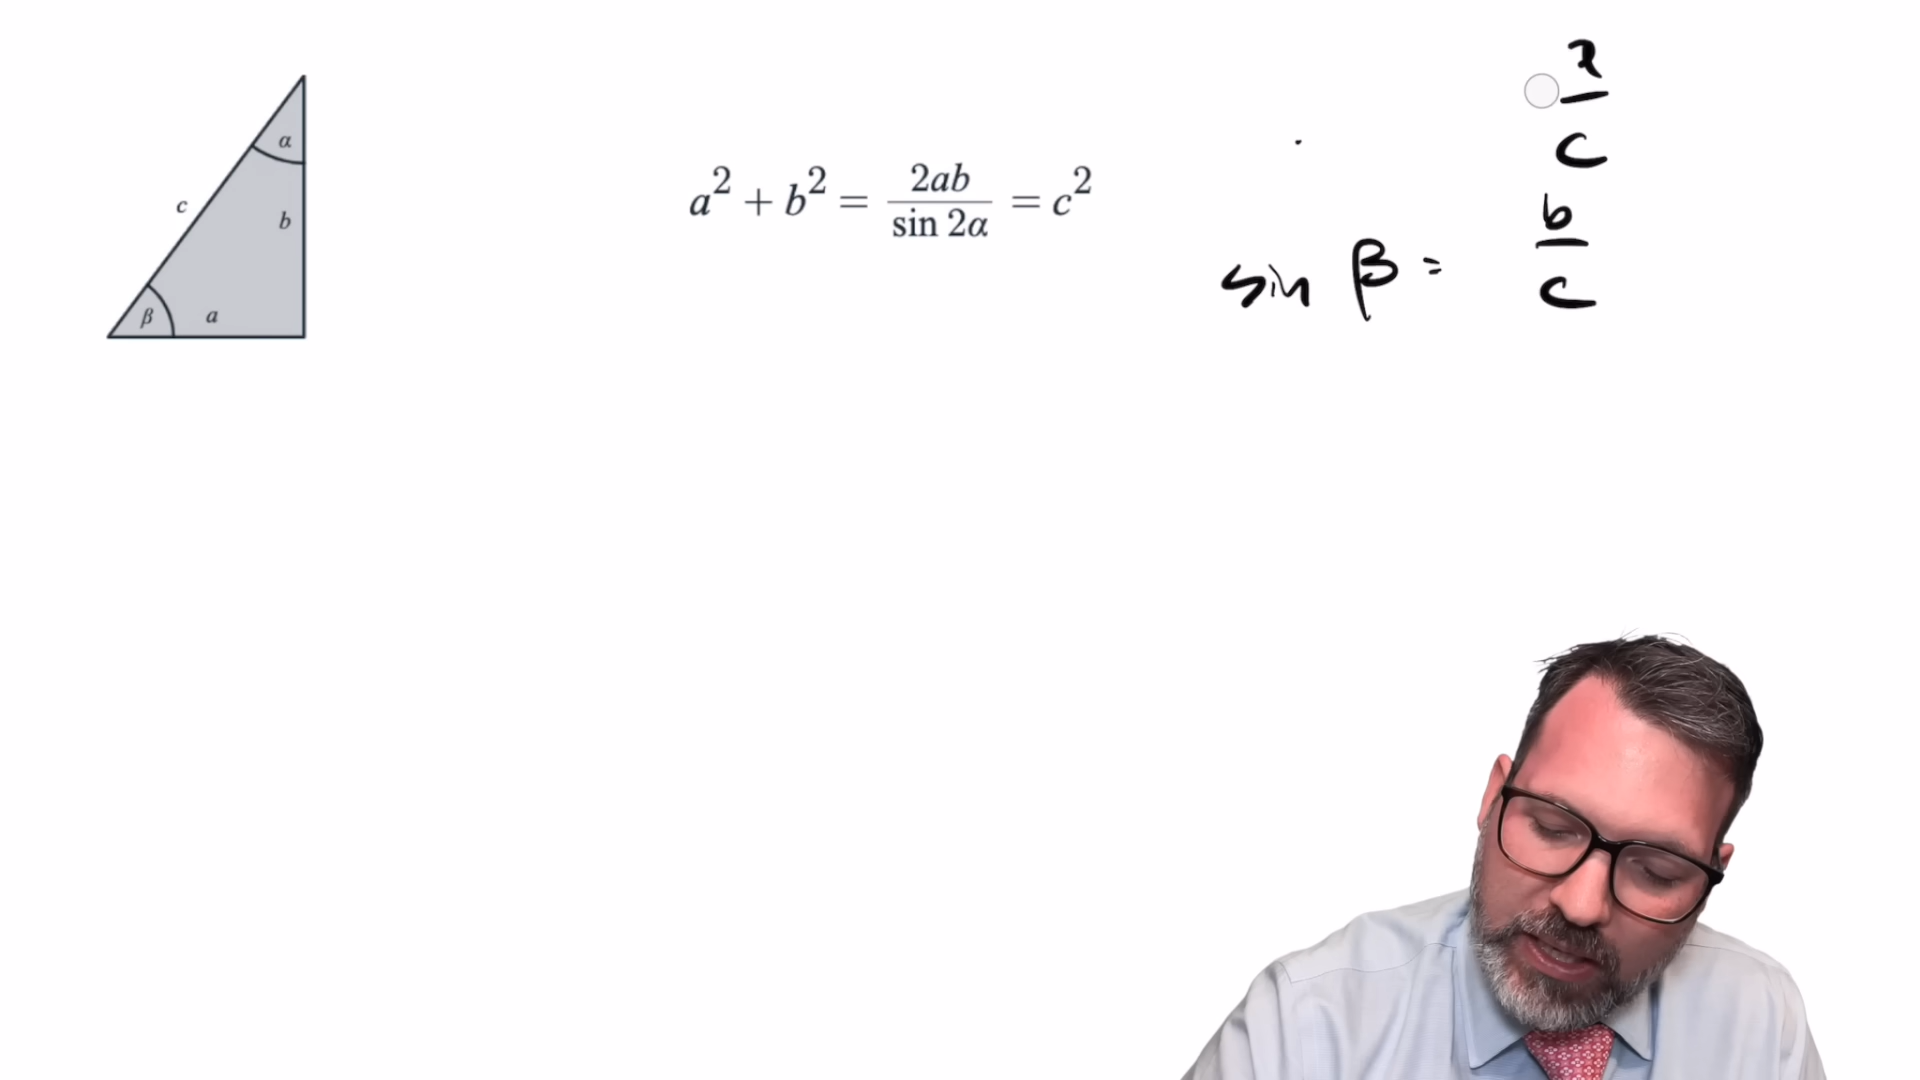 α
c
b
β a
a² + b² = 2ab / sin 2α = c²
/ c
sin β = b / c